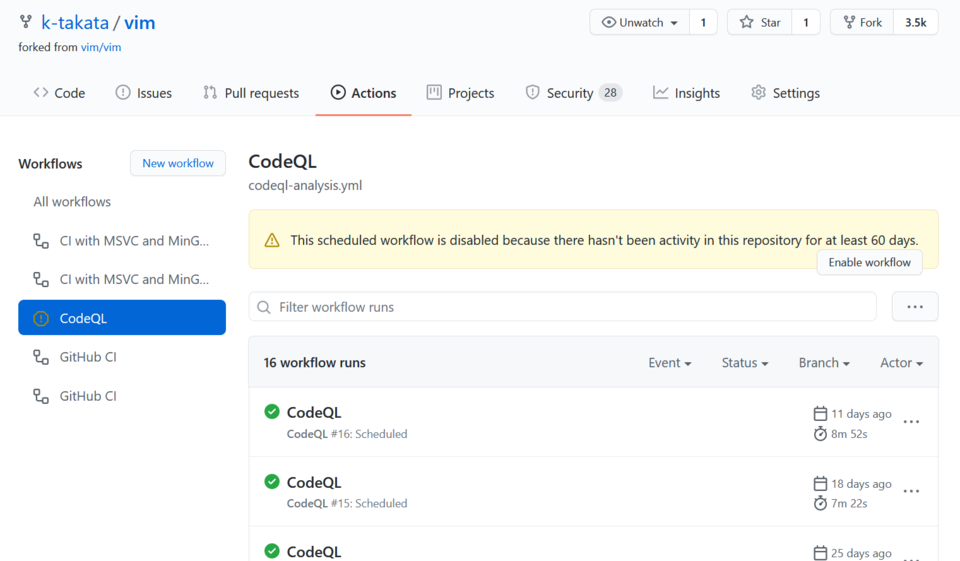 k-takata / vim
Unwatch 1 Star 1 Fork 3.5k
forked from vim/vim
Code Issues Pull requests Actions Projects Security 28 Insights Settings
Workflows
New workflow
All workflows
CI with MSVC and MinG...
CI with MSVC and MinG...
CodeQL
GitHub CI
GitHub CI
CodeQL
codeql-analysis.yml
This scheduled workflow is disabled because there hasn't been activity in this repository for at least 60 days.
Enable workflow
Filter workflow runs
16 workflow runs Event Status Branch Actor
CodeQL
CodeQL #16: Scheduled
11 days ago
8m 52s
CodeQL
CodeQL #15: Scheduled
18 days ago
7m 22s
CodeQL
25 days ago